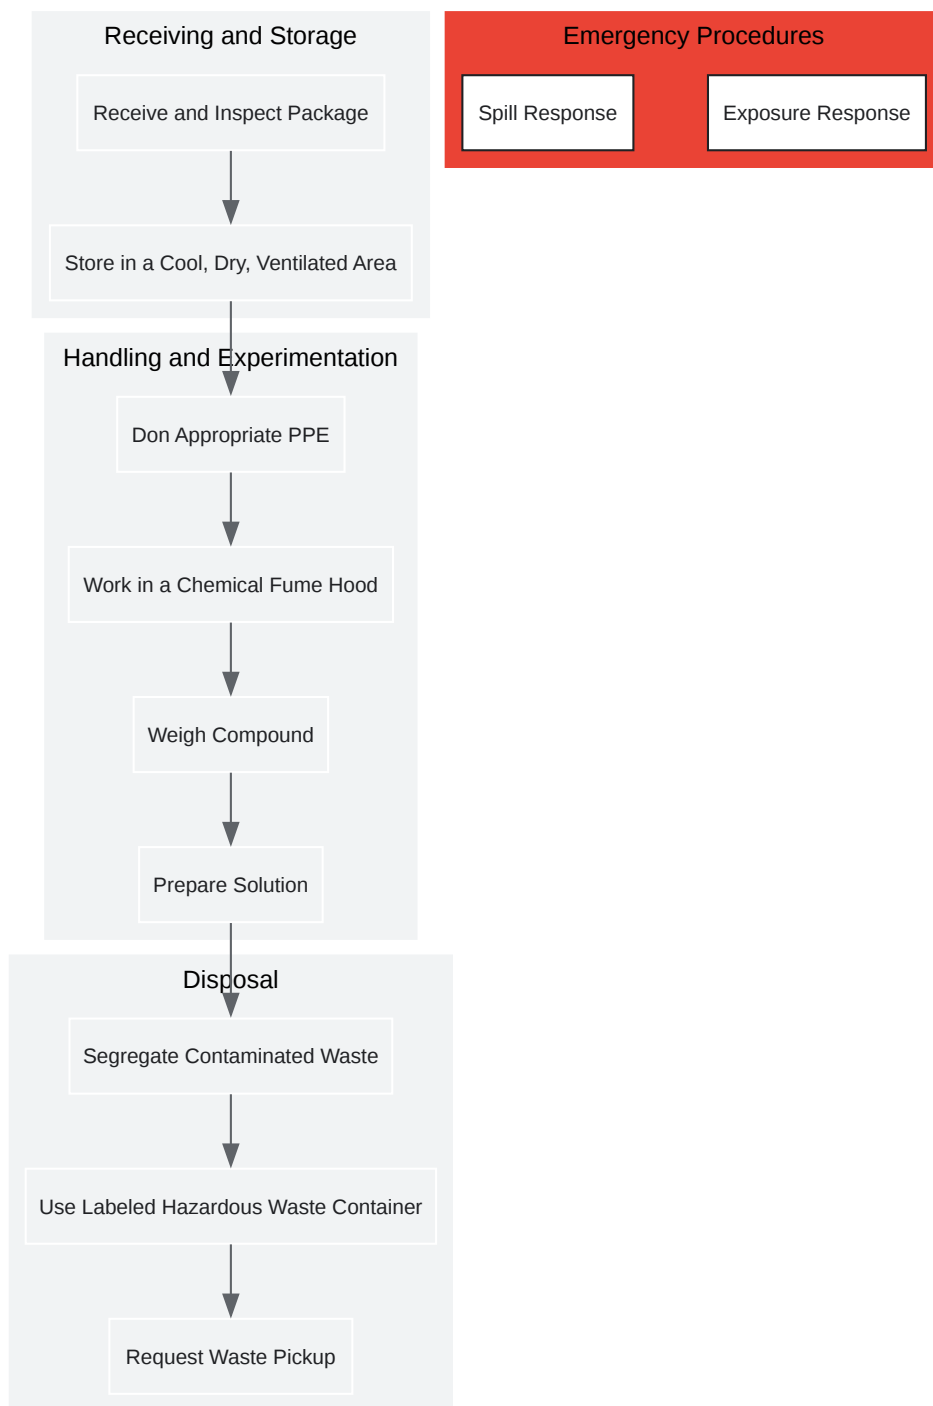 Receiving and Storage
Receive and Inspect Package
Store in a Cool, Dry, Ventilated Area
Handling and Experimentation
Don Appropriate PPE
Work in a Chemical Fume Hood
Weigh Compound
Prepare Solution
Disposal
Segregate Contaminated Waste
Use Labeled Hazardous Waste Container
Request Waste Pickup
Emergency Procedures
Spill Response
Exposure Response